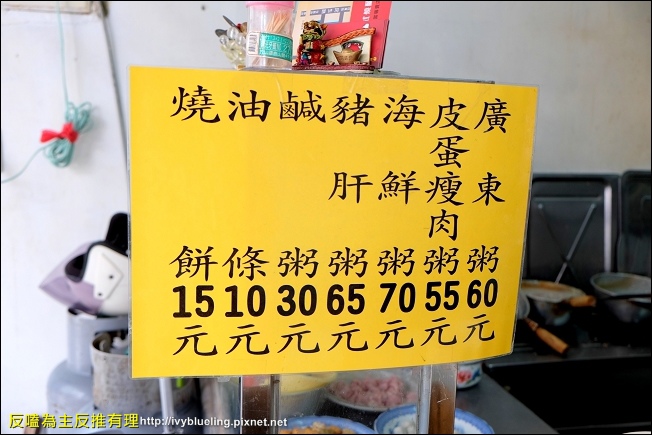 廣東粥60元
皮蛋瘦肉粥55元
海鮮粥70元
豬肝粥65元
鹹粥30元
油條10元
燒餅15元
反嗑為主反推有理http://ivyblueling.pixnet.net